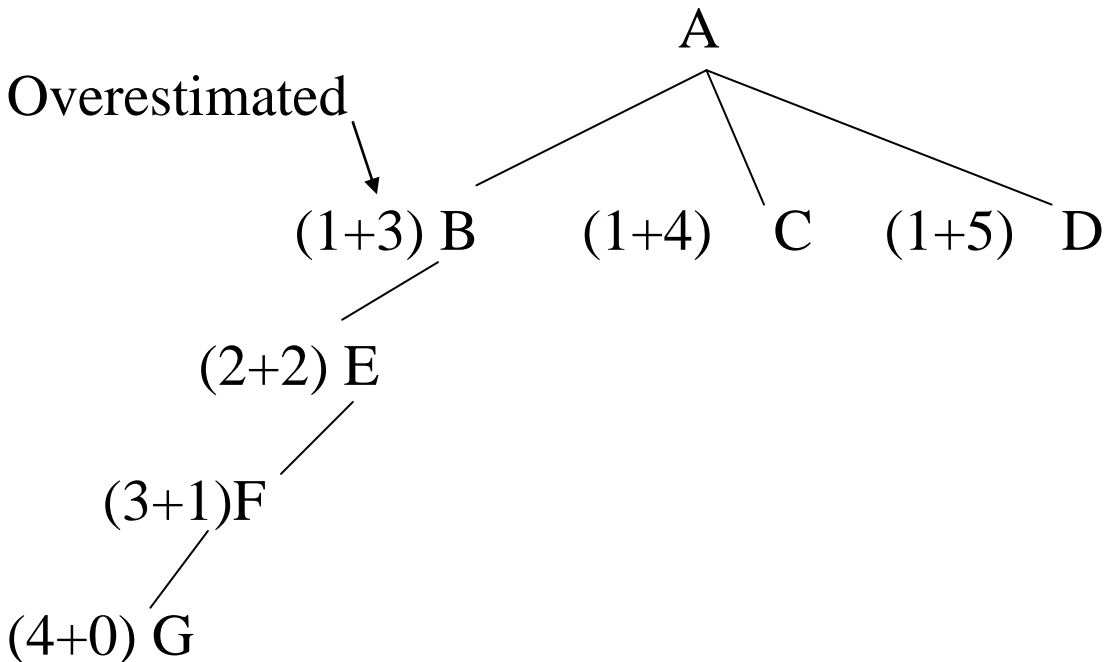 A
Overestimated
(1+3) B (1+4) C (1+5) D
(2+2) E
(3+1)F
(4+0) G